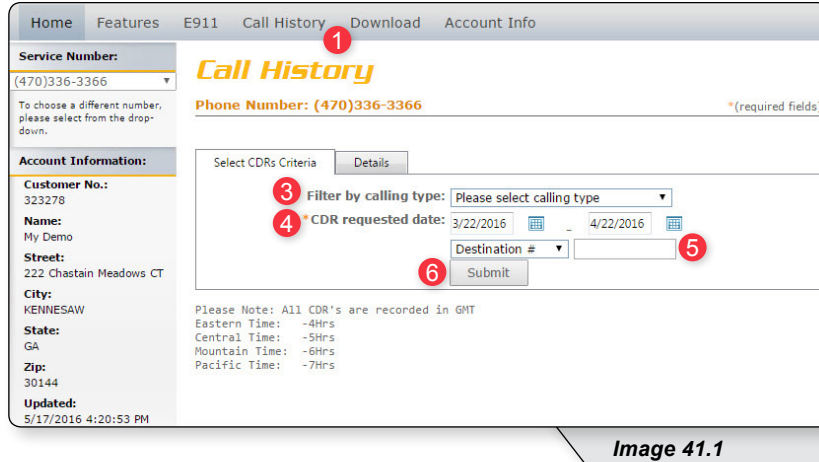 Home Features E911 Call History Download Account Info
1
Service Number:
(470)336-3366
To choose a different number,
please select from the drop-
down.
Account Information:
Customer No.:
323278
Name:
My Demo
Street:
222 Chastain Meadows CT
City:
KENNESAW
State:
GA
Zip:
30144
Updated:
5/17/2016 4:20:53 PM
Call History
Phone Number: (470)336-3366
*(required fields)
Select CDRs Criteria Details
3 Filter by calling type: Please select calling type
4 *CDR requested date: 3/22/2016 - 4/22/2016
Destination # 5
6 Submit
Please Note: All CDR's are recorded in GMT
Eastern Time: -4Hrs
Central Time: -5Hrs
Mountain Time: -6Hrs
Pacific Time: -7Hrs
Image 41.1